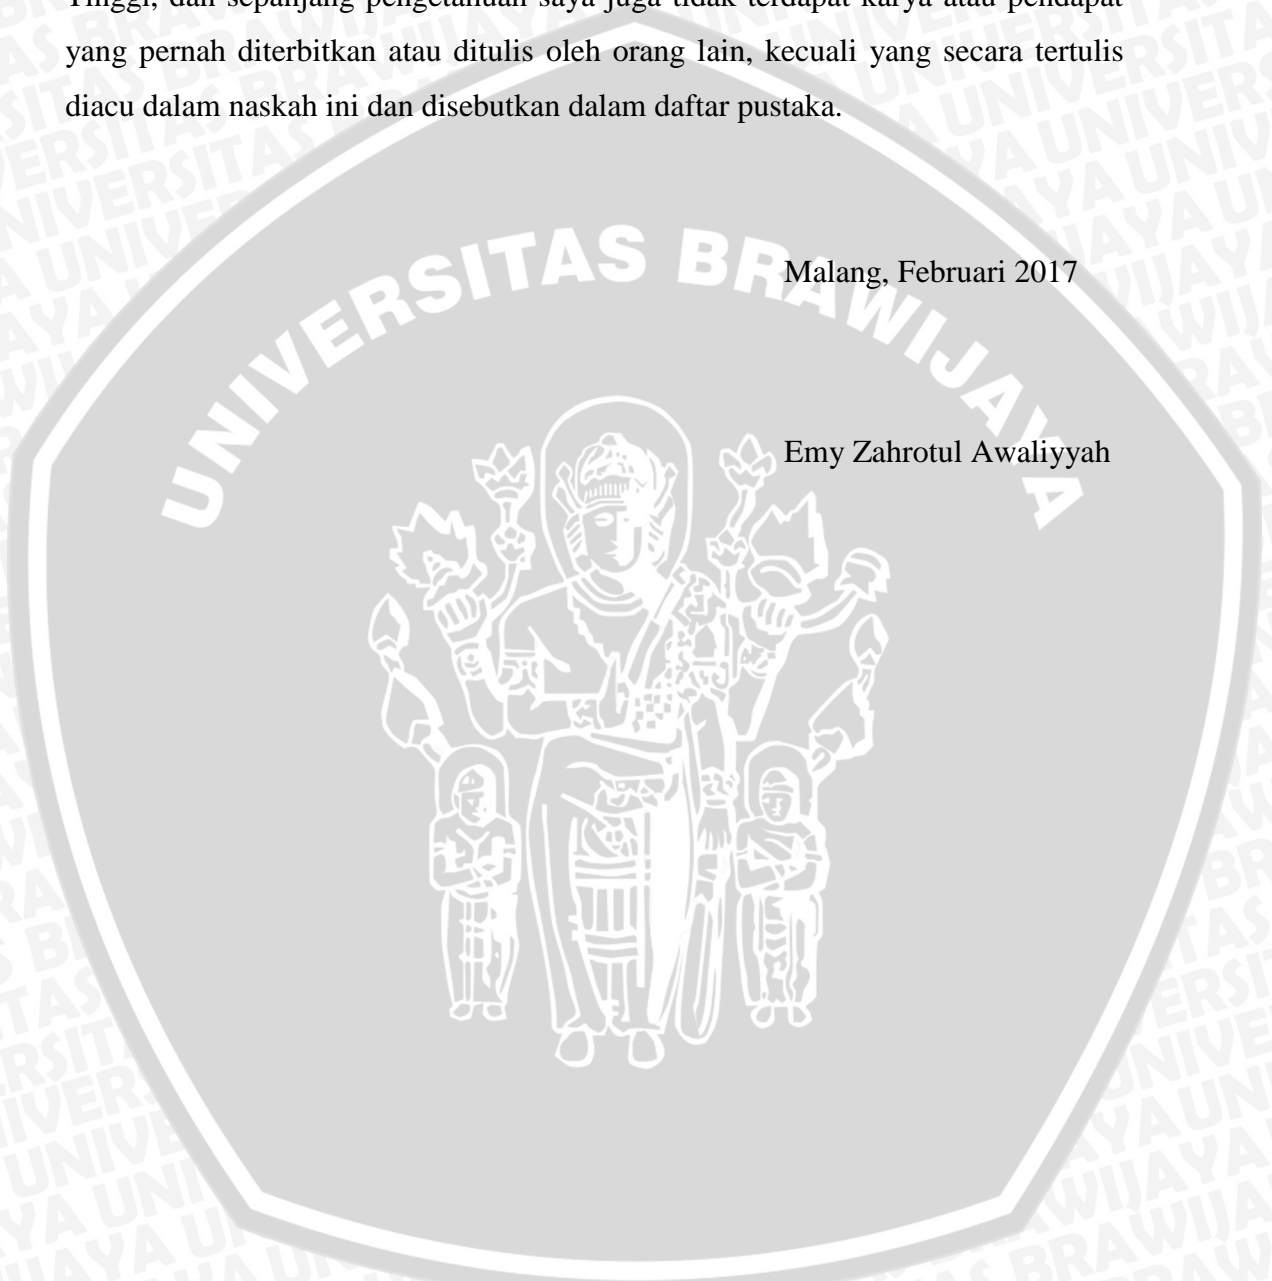 Tinggi, dan sepanjang pengetahuan saya juga tidak terdapat karya atau pendapat
yang pernah diterbitkan atau ditulis oleh orang lain, kecuali yang secara tertulis
diacu dalam naskah ini dan disebutkan dalam daftar pustaka.
UNIVERSITAS BRAWIJAYA
Malang, Februari 2017
Emy Zahrotul Awaliyyah